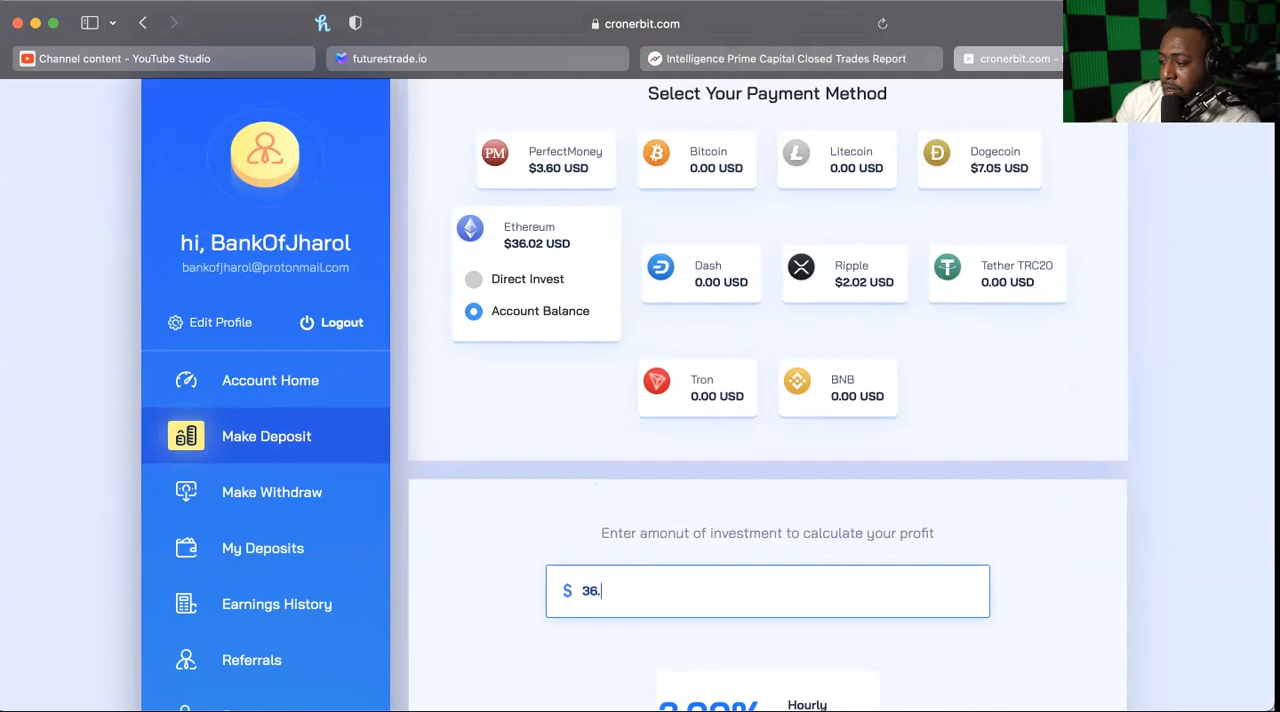 cronerbit.com
Channel content - YouTube Studio
futurestrade.io
Intelligence Prime Capital Closed Trades Report
cronerbit.com -
Select Your Payment Method
PM
PerfectMoney
$3.60 USD
Bitcoin
0.00 USD
Litecoin
0.00 USD
Dogecoin
$7.05 USD
hi, BankOfJharol
bankofjharol@protonmail.com
Edit Profile
Logout
Ethereum
$36.02 USD
Direct Invest
Account Balance
Dash
0.00 USD
Ripple
$2.02 USD
Tether TRC20
0.00 USD
Tron
0.00 USD
BNB
0.00 USD
Account Home
Make Deposit
Make Withdraw
My Deposits
Earnings History
Referrals
Enter amonut of investment to calculate your profit
$ 36.
Hourly